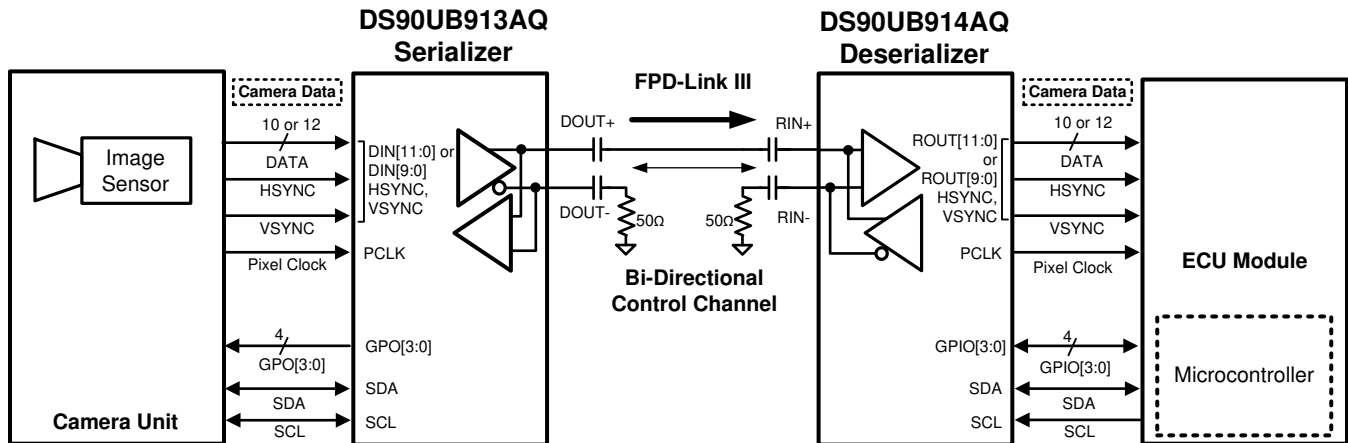 DS90UB913AQ
Serializer
DS90UB914AQ
Deserializer
Camera Data
FPD-Link III
Camera Data
10 or 12
DATA
HSYNC
VSYNC
Pixel Clock
4
GPO[3:0]
SDA
SCL
Image
Sensor
Camera Unit
DIN[11:0] or
DIN[9:0]
HSYNC,
VSYNC
PCLK
GPO[3:0]
SDA
SCL
DOUT+
DOUT-
50Ω
50Ω
RIN+
RIN-
Bi-Directional
Control Channel
ROUT[11:0]
or
ROUT[9:0]
HSYNC,
VSYNC
PCLK
GPIO[3:0]
SDA
SCL
10 or 12
DATA
HSYNC
VSYNC
Pixel Clock
4
GPIO[3:0]
SDA
SCL
ECU Module
Microcontroller